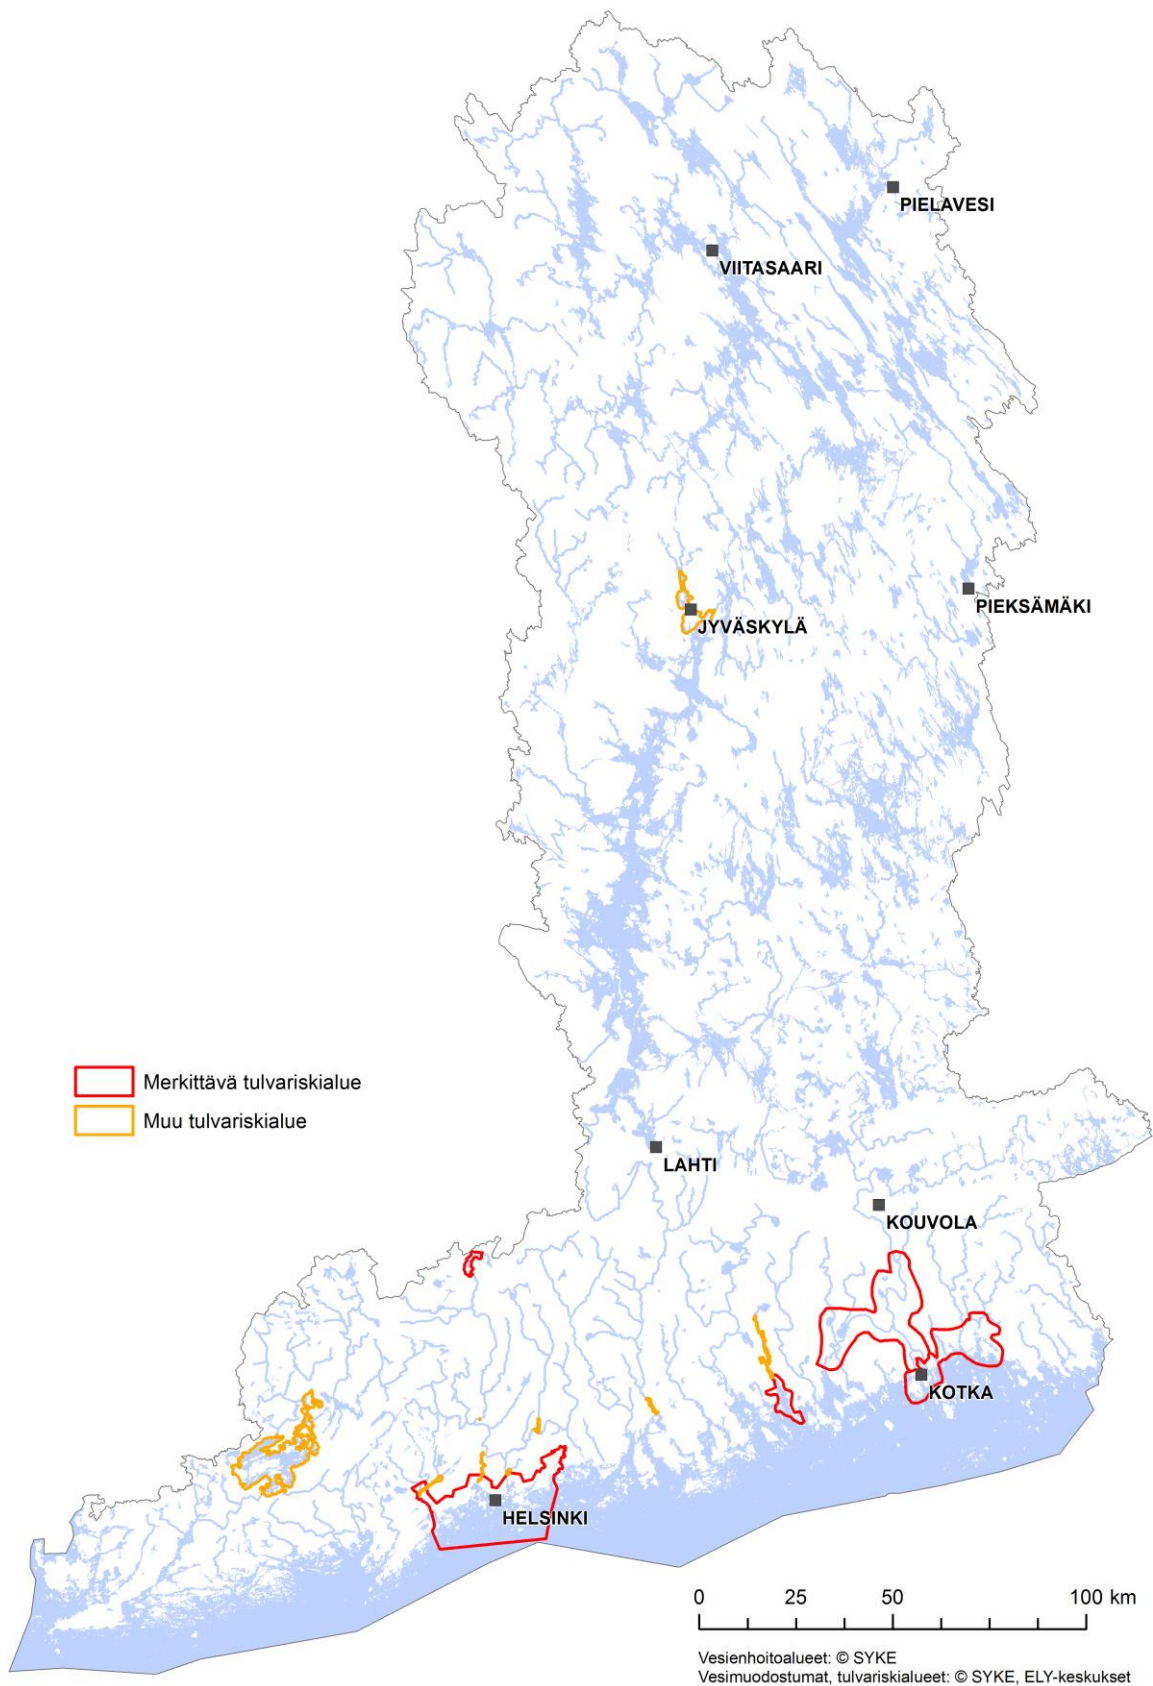 PIELAVESI
VIITASAARI
PIEKSÄMÄKI
JYVÄSKYLÄ
Merkittävä tulvariskialue
Muu tulvariskialue
LAHTI
KOUVOLA
KOTKA
HELSINKI
0 25 50 100 km
Vesienhoitoalueet: © SYKE
Vesimuodostumat, tulvariskialueet: © SYKE, ELY-keskukset